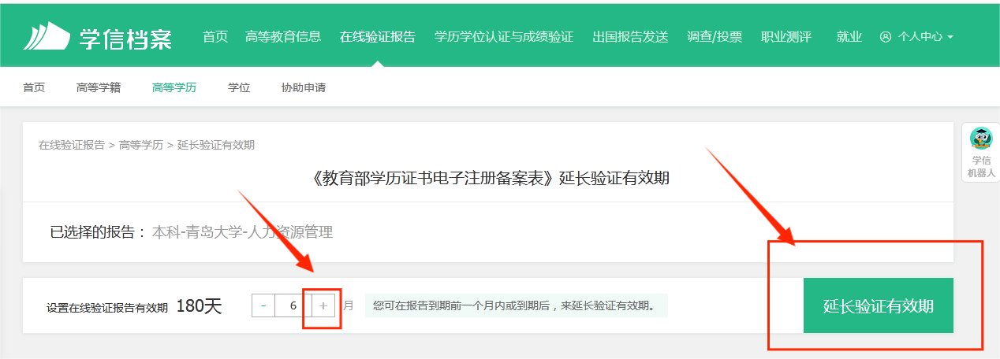 学信档案 首页 高等教育信息 在线验证报告 学历学位认证与成绩验证 出国报告发送 调查/投票 职业测评 就业 个人中心
首页 高等学籍 高等学历 学位 协助申请
在线验证报告 > 高等学历 > 延长验证有效期
学信
机器人
《教育部学历证书电子注册备案表》延长验证有效期
已选择的报告： 本科-青岛大学-人力资源管理
设置在线验证报告有效期 180天 - 6 + 月 您可在报告到期前一个月内或到期后，来延长验证有效期。 延长验证有效期